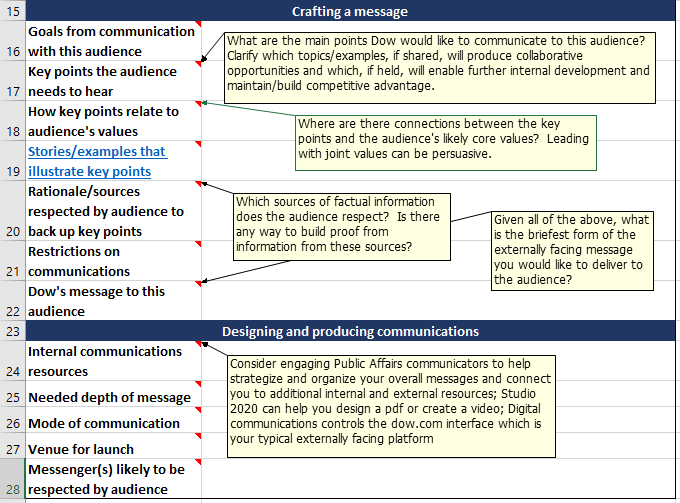 15 Crafting a message
Goals from communication
16 with this audience
Key points the audience
17 needs to hear
How key points relate to
18 audience's values
Stories/examples that
19 illustrate key points
Rationale/sources
respected by audience to
20 back up key points
Restrictions on
21 communications
Dow's message to this
22 audience
What are the main points Dow would like to communicate to this audience?
Clarify which topics/examples, if shared, will produce collaborative
opportunities and which, if held, will enable further internal development and
maintain/build competitive advantage.
Where are there connections between the key
points and the audience's likely core values?  Leading
with joint values can be persuasive.
Which sources of factual information
does the audience respect?  Is there
any way to build proof from
information from these sources?
Given all of the above, what
is the briefest form of the
externally facing message
you would like to deliver to
the audience?
23 Designing and producing communications
Internal communications
24 resources
25 Needed depth of message
26 Mode of communication
27 Venue for launch
Messenger(s) likely to be
28 respected by audience
Consider engaging Public Affairs communicators to help
strategize and organize your overall messages and connect
you to additional internal and external resources; Studio
2020 can help you design a pdf or create a video; Digital
communications controls the dow.com interface which is
your typical externally facing platform